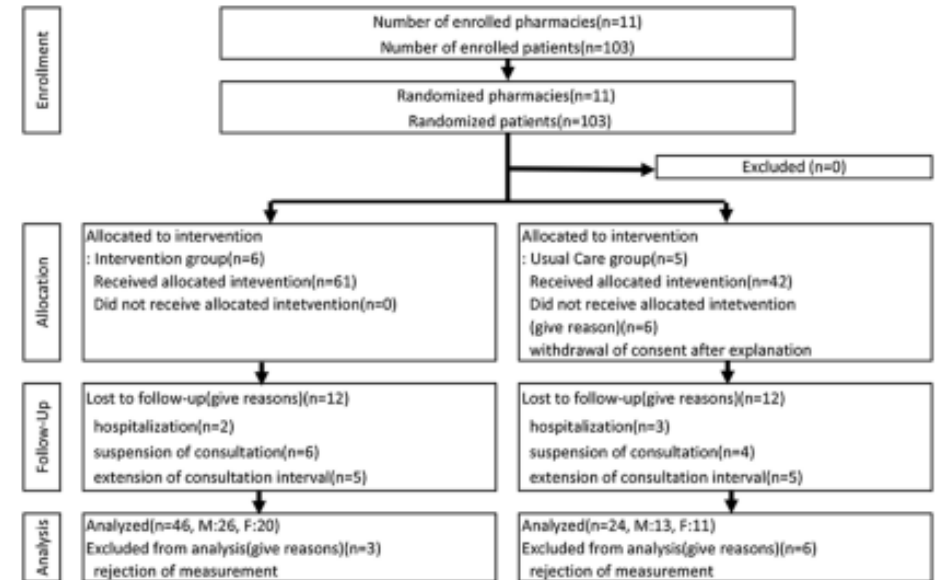 Enrollment
Number of enrolled pharmacies(n=11)
Number of enrolled patients(n=103)
Randomized pharmacies(n=11)
Randomized patients(n=103)
Excluded (n=0)
Allocation
Allocated to intervention
: Intervention group(n=6)
Received allocated intevention(n=61)
Did not receive allocated intetvention(n=0)
Allocated to intervention
: Usual Care group(n=5)
Received allocated intevention(n=42)
Did not receive allocated intetvention
(give reason)(n=6)
withdrawal of consent after explanation
Follow-Up
Lost to follow-up(give reasons)(n=12)
hospitalization(n=2)
suspension of consultation(n=6)
extension of consultation interval(n=5)
Lost to follow-up(give reasons)(n=12)
hospitalization(n=3)
suspension of consultation(n=4)
extension of consultation interval(n=5)
Analysis
Analyzed(n=46, M:26, F:20)
Excluded from analysis(give reasons)(n=3)
rejection of measurement
Analyzed(n=24, M:13, F:11)
Excluded from analysis(give reasons)(n=6)
rejection of measurement